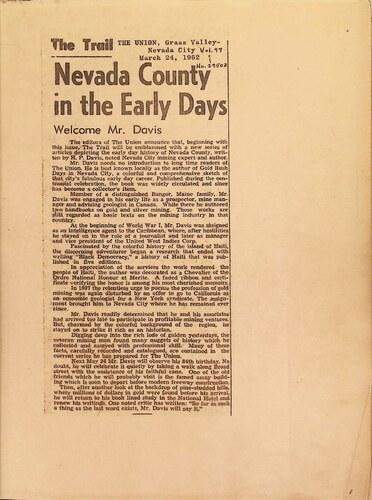 The Trail THE UNION, Grass Valley-
Nevada City Vol.97
March 24, 1962
No.29502
Nevada County
in the Early Days
Welcome Mr. Davis
The editors of The Union announce that, beginning with
this issue, The Trail will be emblazoned with a new series of
articles depicting the early day history of Nevada County, writ-
ten by H. P. Davis, noted Nevada City mining expert and author.
Mr. Davis needs no introduction to long time readers of
The Union. He is best known locally as the author of Gold Rush
Days in Nevada City, a colorful and comprehensive sketch of
that city's fabulous early day career. Published during the cen-
tennial celebration, the book was widely circulated and since
has become a collector's item.
Member of a distinguished Bangor, Maine family, Mr.
Davis was engaged in his early life as a prospector, mine man-
ager and advising geologist in Canada. While there he authored
two handbooks on gold and silver mining. Those works are
still regarded as basic texts on the mining industry in that
country.
At the beginning of World War I, Mr. Davis was assigned
as an intelligence agent to the Caribbean, where, after hostilities
he stayed on in the role of a journalist and later as manager and
vice president of the United West Indies Corp.
Fascinated by the colorful history of the island of Haiti,
the discerning adventurer began a research that ended with
writing "Black Democracy," a history of Haiti that was pub-
lished in five editions.
In appreciation of the services the work rendered the
people of Haiti, the author was decorated as a Chevalier of the
Ordre National Honneur et Merite. A faded ribbon and certi-
ficate verifying the honor is among his most cherished memoirs.
In 1937 the relentless urge to pursue the profession of gold
mining was again disturbed by an offer to go to California as
an economic geologist for a New York syndicate. The assign-
ment brought him to Nevada City where he has remained ever
since.
Mr. Davis readily determined that he and his associates
had arrived too late to participate in profitable mining ventures.
But, charmed by the colorful background of the region, he
stayed on to strike it rich as an historian.
Digging deep into the rich lode of golden yesterdays, the
veteran mining man found many nuggets of history which he
collected and assayed with professional skill. Many of these
facts, carefully recorded and catalogued, are contained in the
current series he has prepared for The Union.
Next May 24 Mr. Davis will observe his 84th birthday. No
doubt, he will celebrate it quietly by taking a walk along Broad
street with the assistance of his faithful cane. One of the old
friends which he will probably visit is the famed assay build-
ing which is soon to depart before modern freeway construction.
Then, after another look at the backdrop of pine-studded hills,
where millions of dollars in gold were found before his arrival,
he will return to his book lined study in the National Hotel and
renew his writings. One noted critic has written: "So far as such
a thing as the last word exists, Mr. Davis will say it."